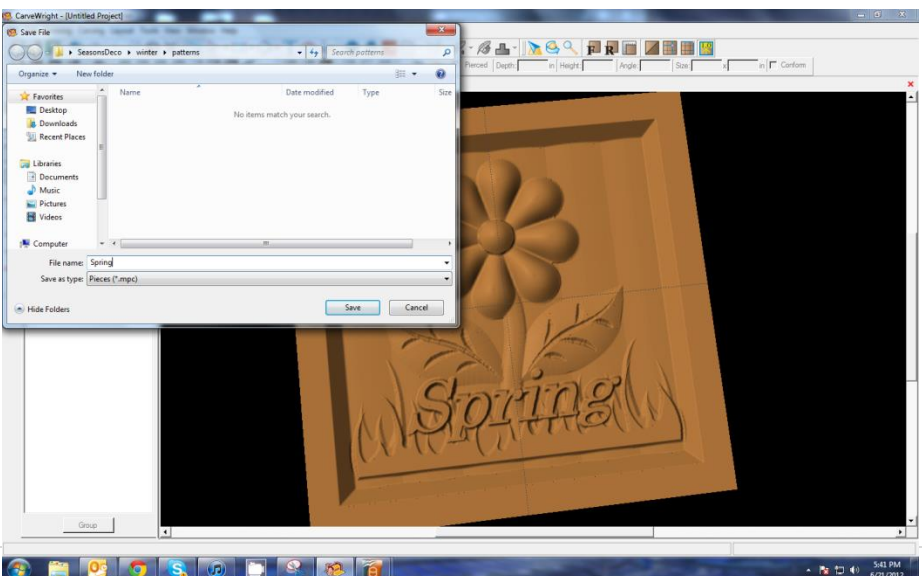 CarveWright - [Untitled Project]
Save File
SeasonsDeco ▸ winter ▸ patterns
Search patterns
Organize
New folder
Pierced Depth: in Height: Angle: Size: x in Conform
Name Date modified Type Size
Favorites
Desktop
Downloads
Recent Places
No items match your search.
Libraries
Documents
Music
Pictures
Videos
Computer
File name: Spring
Save as type: Pieces (*.mpc)
Hide Folders
Save
Cancel
Spring
Group
5:41 PM
6/21/2012